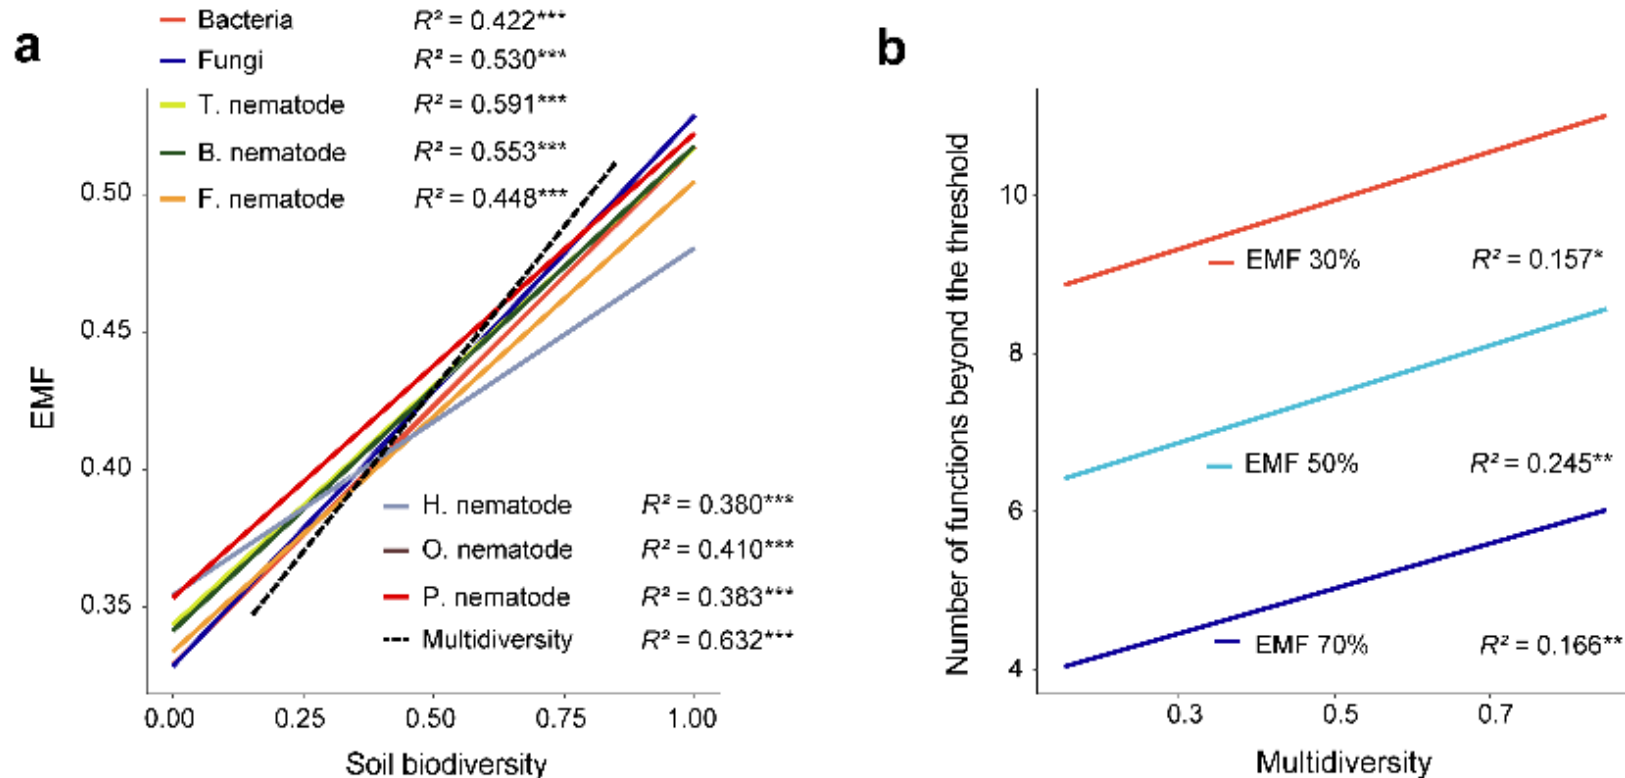 a
Bacteria R² = 0.422***
Fungi R² = 0.530***
T. nematode R² = 0.591***
B. nematode R² = 0.553***
F. nematode R² = 0.448***
0.50
0.45
0.40
0.35
EMF
H. nematode R² = 0.380***
O. nematode R² = 0.410***
P. nematode R² = 0.383***
Multidiversity R² = 0.632***
0.00 0.25 0.50 0.75 1.00
Soil biodiversity
b
Number of functions beyond the threshold
10
8
6
4
EMF 30% R² = 0.157*
EMF 50% R² = 0.245**
EMF 70% R² = 0.166**
0.3 0.5 0.7
Multidiversity